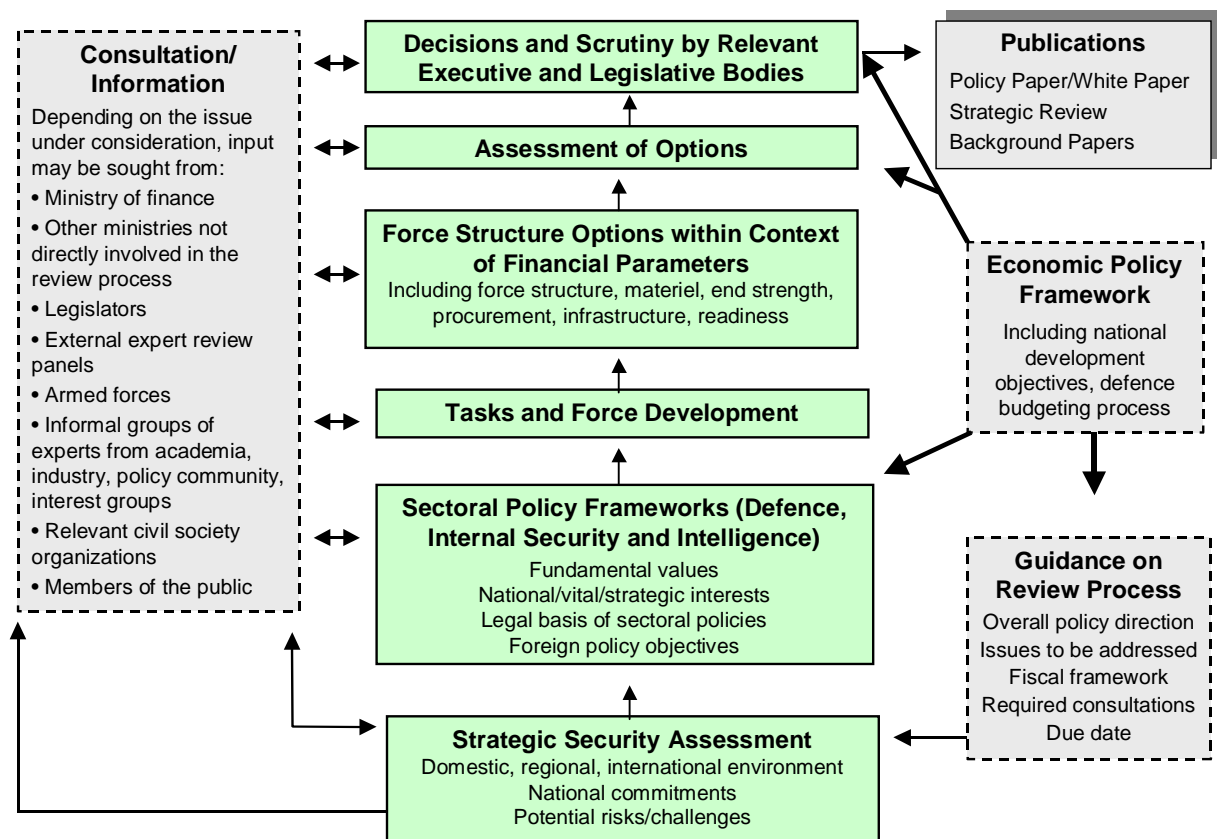 Consultation/
Information
Depending on the issue
under consideration, input
may be sought from:
• Ministry of finance
• Other ministries not
directly involved in the
review process
• Legislators
• External expert review
panels
• Armed forces
• Informal groups of
experts from academia,
industry, policy community,
interest groups
• Relevant civil society
organizations
• Members of the public
Decisions and Scrutiny by Relevant
Executive and Legislative Bodies
Assessment of Options
Force Structure Options within Context
of Financial Parameters
Including force structure, materiel, end strength,
procurement, infrastructure, readiness
Tasks and Force Development
Sectoral Policy Frameworks (Defence,
Internal Security and Intelligence)
Fundamental values
National/vital/strategic interests
Legal basis of sectoral policies
Foreign policy objectives
Strategic Security Assessment
Domestic, regional, international environment
National commitments
Potential risks/challenges
Publications
Policy Paper/White Paper
Strategic Review
Background Papers
Economic Policy
Framework
Including national
development
objectives, defence
budgeting process
Guidance on
Review Process
Overall policy direction
Issues to be addressed
Fiscal framework
Required consultations
Due date